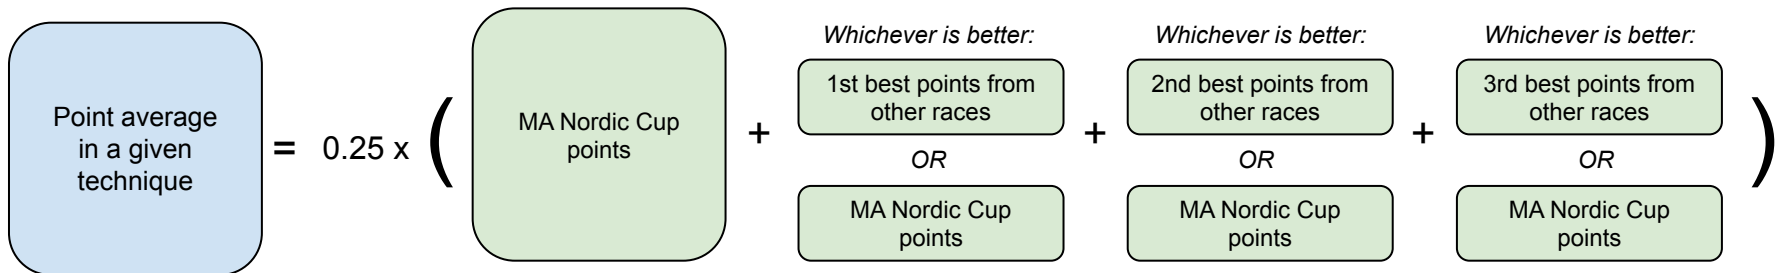 Point average
in a given
technique
=
0.25 x
(
MA Nordic Cup
points
+
Whichever is better:
1st best points from
other races
OR
MA Nordic Cup
points
+
Whichever is better:
2nd best points from
other races
OR
MA Nordic Cup
points
+
Whichever is better:
3rd best points from
other races
OR
MA Nordic Cup
points
)